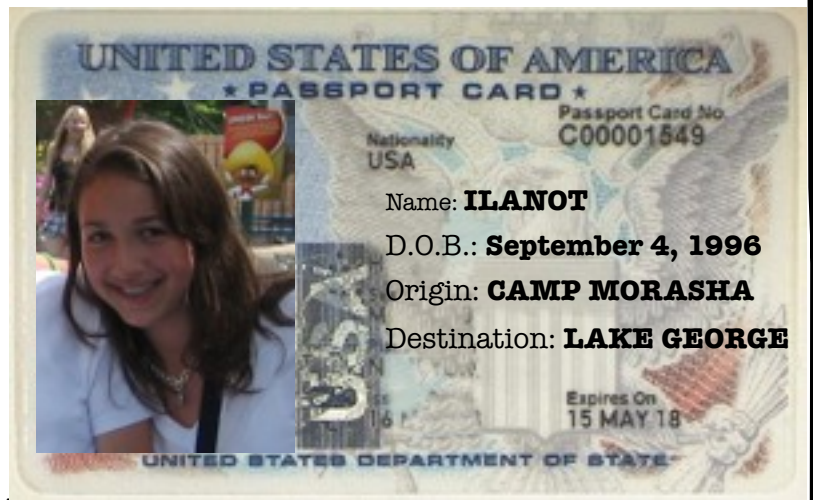 UNITED STATES OF AMERICA
★ PASSPORT CARD ★
Passport Card No.
C00001549
Nationality
USA
Name: ILANOT
D.O.B.: September 4, 1996
Origin: CAMP MORASHA
Destination: LAKE GEORGE
USA
Expires On
15 MAY 18
UNITED STATES DEPARTMENT OF STATE